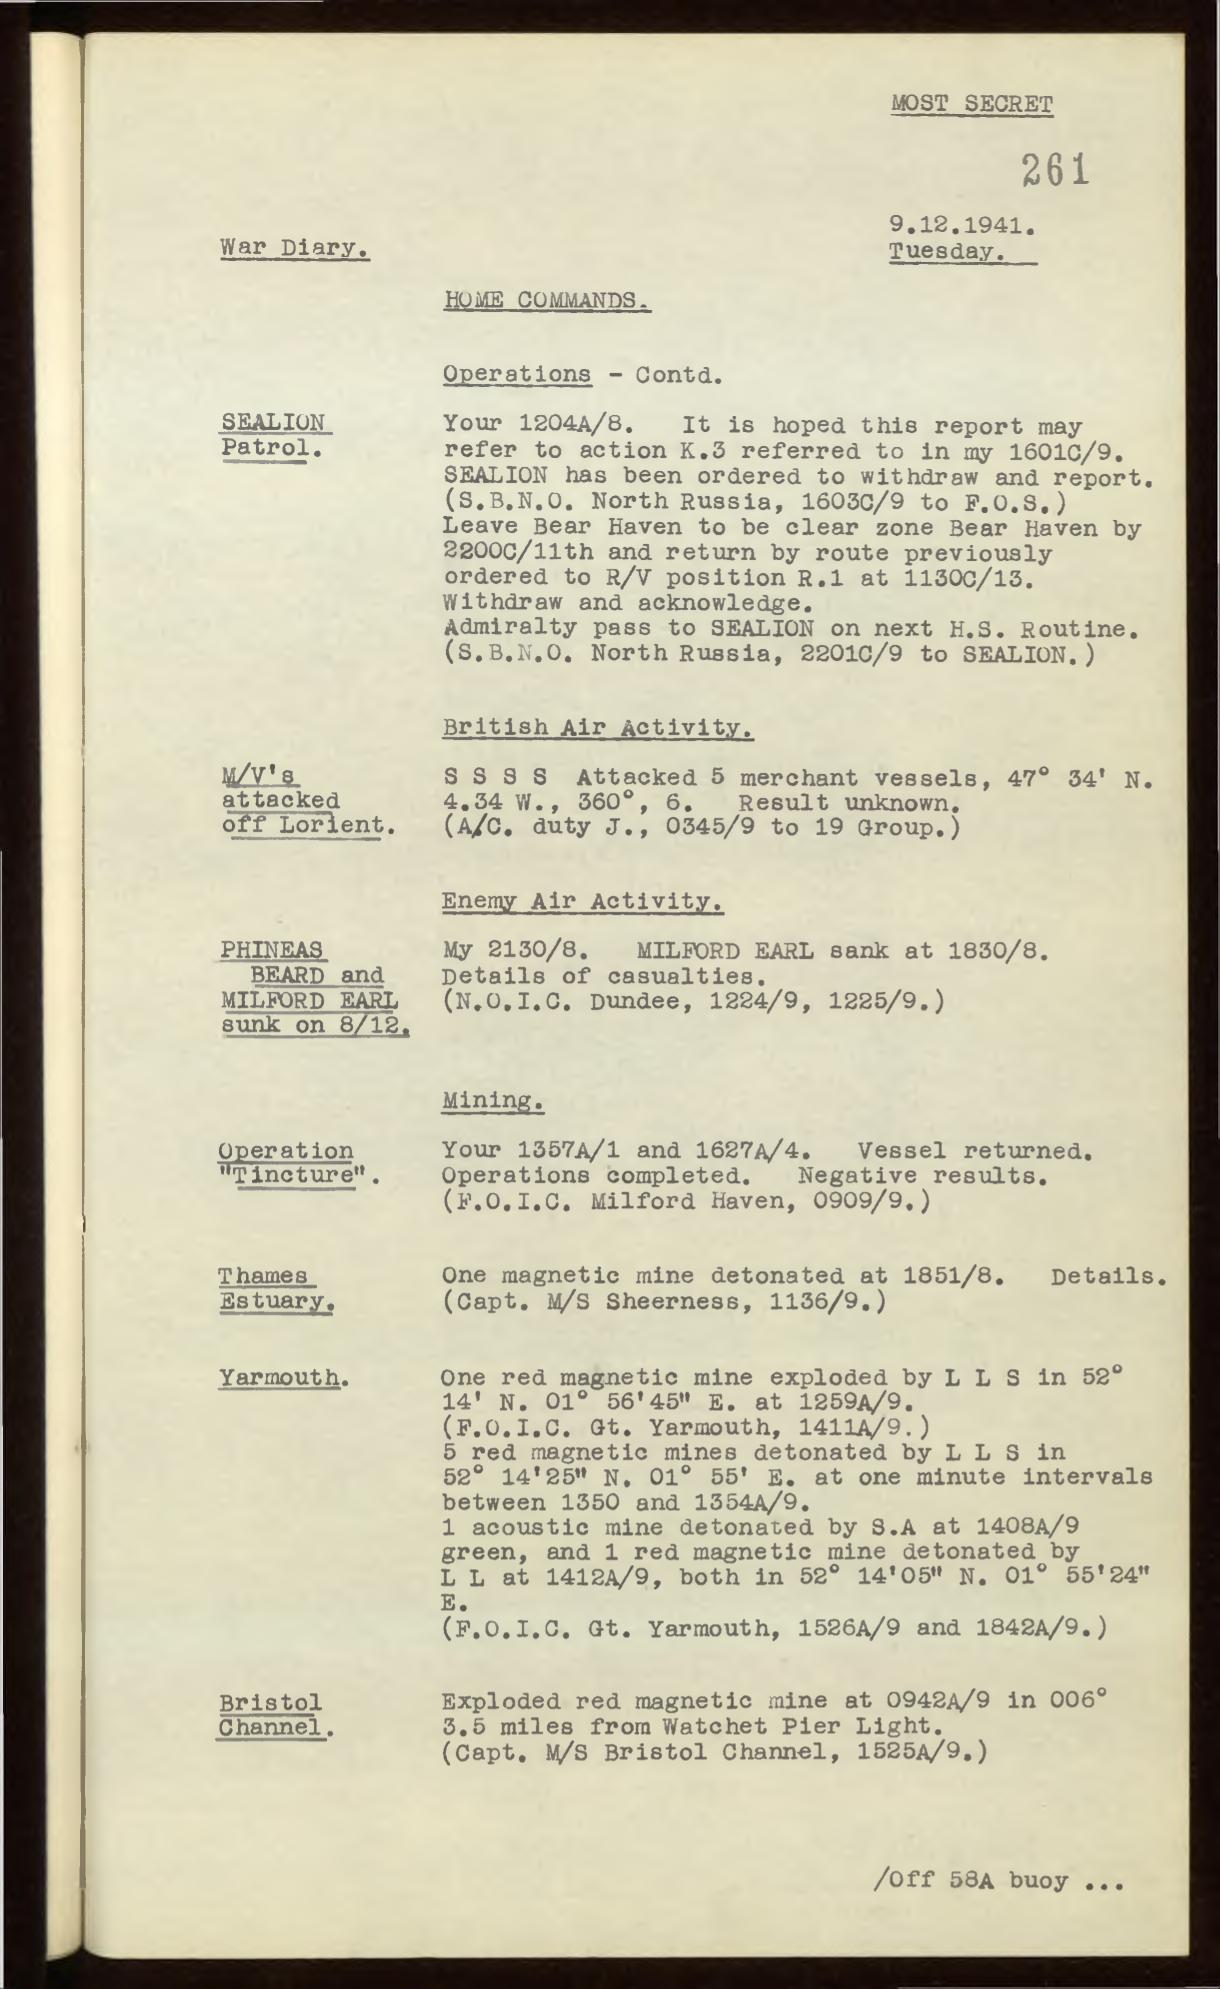 MOST SECRET
261
9.12.1941.
War Diary.
Tuesday.
HOME COMMANDS.
Operations - Contd.
SEALION Your 1204A/8. It is hoped this report may
Patrol. refer to action K.3 referred to in my 1601C/9.
SEALION has been ordered to withdraw and report.
(S.B.N.O. North Russia, 1603C/9 to F.O.S.)
Leave Bear Haven to be clear zone Bear Haven by
2200C/11th and return by route previously
ordered to R/V position R.1 at 1130C/13.
Withdraw and acknowledge.
Admiralty pass to SEALION on next H.S. Routine.
(S.B.N.O. North Russia, 2201C/9 to SEALION.)
British Air Activity.
M/V's S S S S Attacked 5 merchant vessels, 47° 34' N.
attacked 4.34 W., 360°, 6. Result unknown.
off Lorient. (A/C. duty J., 0345/9 to 19 Group.)
Enemy Air Activity.
PHINEAS My 2130/8. MILFORD EARL sank at 1830/8.
BEARD and Details of casualties.
MILFORD EARL (N.O.I.C. Dundee, 1224/9, 1225/9.)
sunk on 8/12.
Mining.
Operation Your 1357A/1 and 1627A/4. Vessel returned.
"Tincture". Operations completed. Negative results.
(F.O.I.C. Milford Haven, 0909/9.)
Thames One magnetic mine detonated at 1851/8. Details.
Estuary. (Capt. M/S Sheerness, 1136/9.)
Yarmouth. One red magnetic mine exploded by L L S in 52°
14' N. 01° 56'45" E. at 1259A/9.
(F.O.I.C. Gt. Yarmouth, 1411A/9.)
5 red magnetic mines detonated by L L S in
52° 14'25" N. 01° 55' E. at one minute intervals
between 1350 and 1354A/9.
1 acoustic mine detonated by S.A at 1408A/9
green, and 1 red magnetic mine detonated by
L L at 1412A/9, both in 52° 14'05" N. 01° 55'24"
E.
(F.O.I.C. Gt. Yarmouth, 1526A/9 and 1842A/9.)
Bristol Exploded red magnetic mine at 0942A/9 in 006°
Channel. 3.5 miles from Watchet Pier Light.
(Capt. M/S Bristol Channel, 1525A/9.)
/Off 58A buoy ...